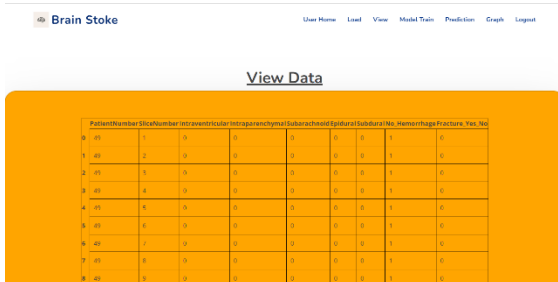 Brain Stoke User Home Load View Model Train Prediction Graph Logout
View Data
PatientNumber SliceNumber Intraventricular Intraparenchymal Subarachnoid Epidural Subdural No_Hemorrhage Fracture_Yes_No
0 49 1 0 0 0 0 0 1 0
1 49 2 0 0 0 0 0 1 0
2 49 3 0 0 0 0 0 1 0
3 49 4 0 0 0 0 0 1 0
4 49 5 0 0 0 0 0 1 0
5 49 6 0 0 0 0 0 1 0
6 49 7 0 0 0 0 0 1 0
7 49 8 0 0 0 0 0 1 0
8 49 9 0 0 0 0 0 1 0